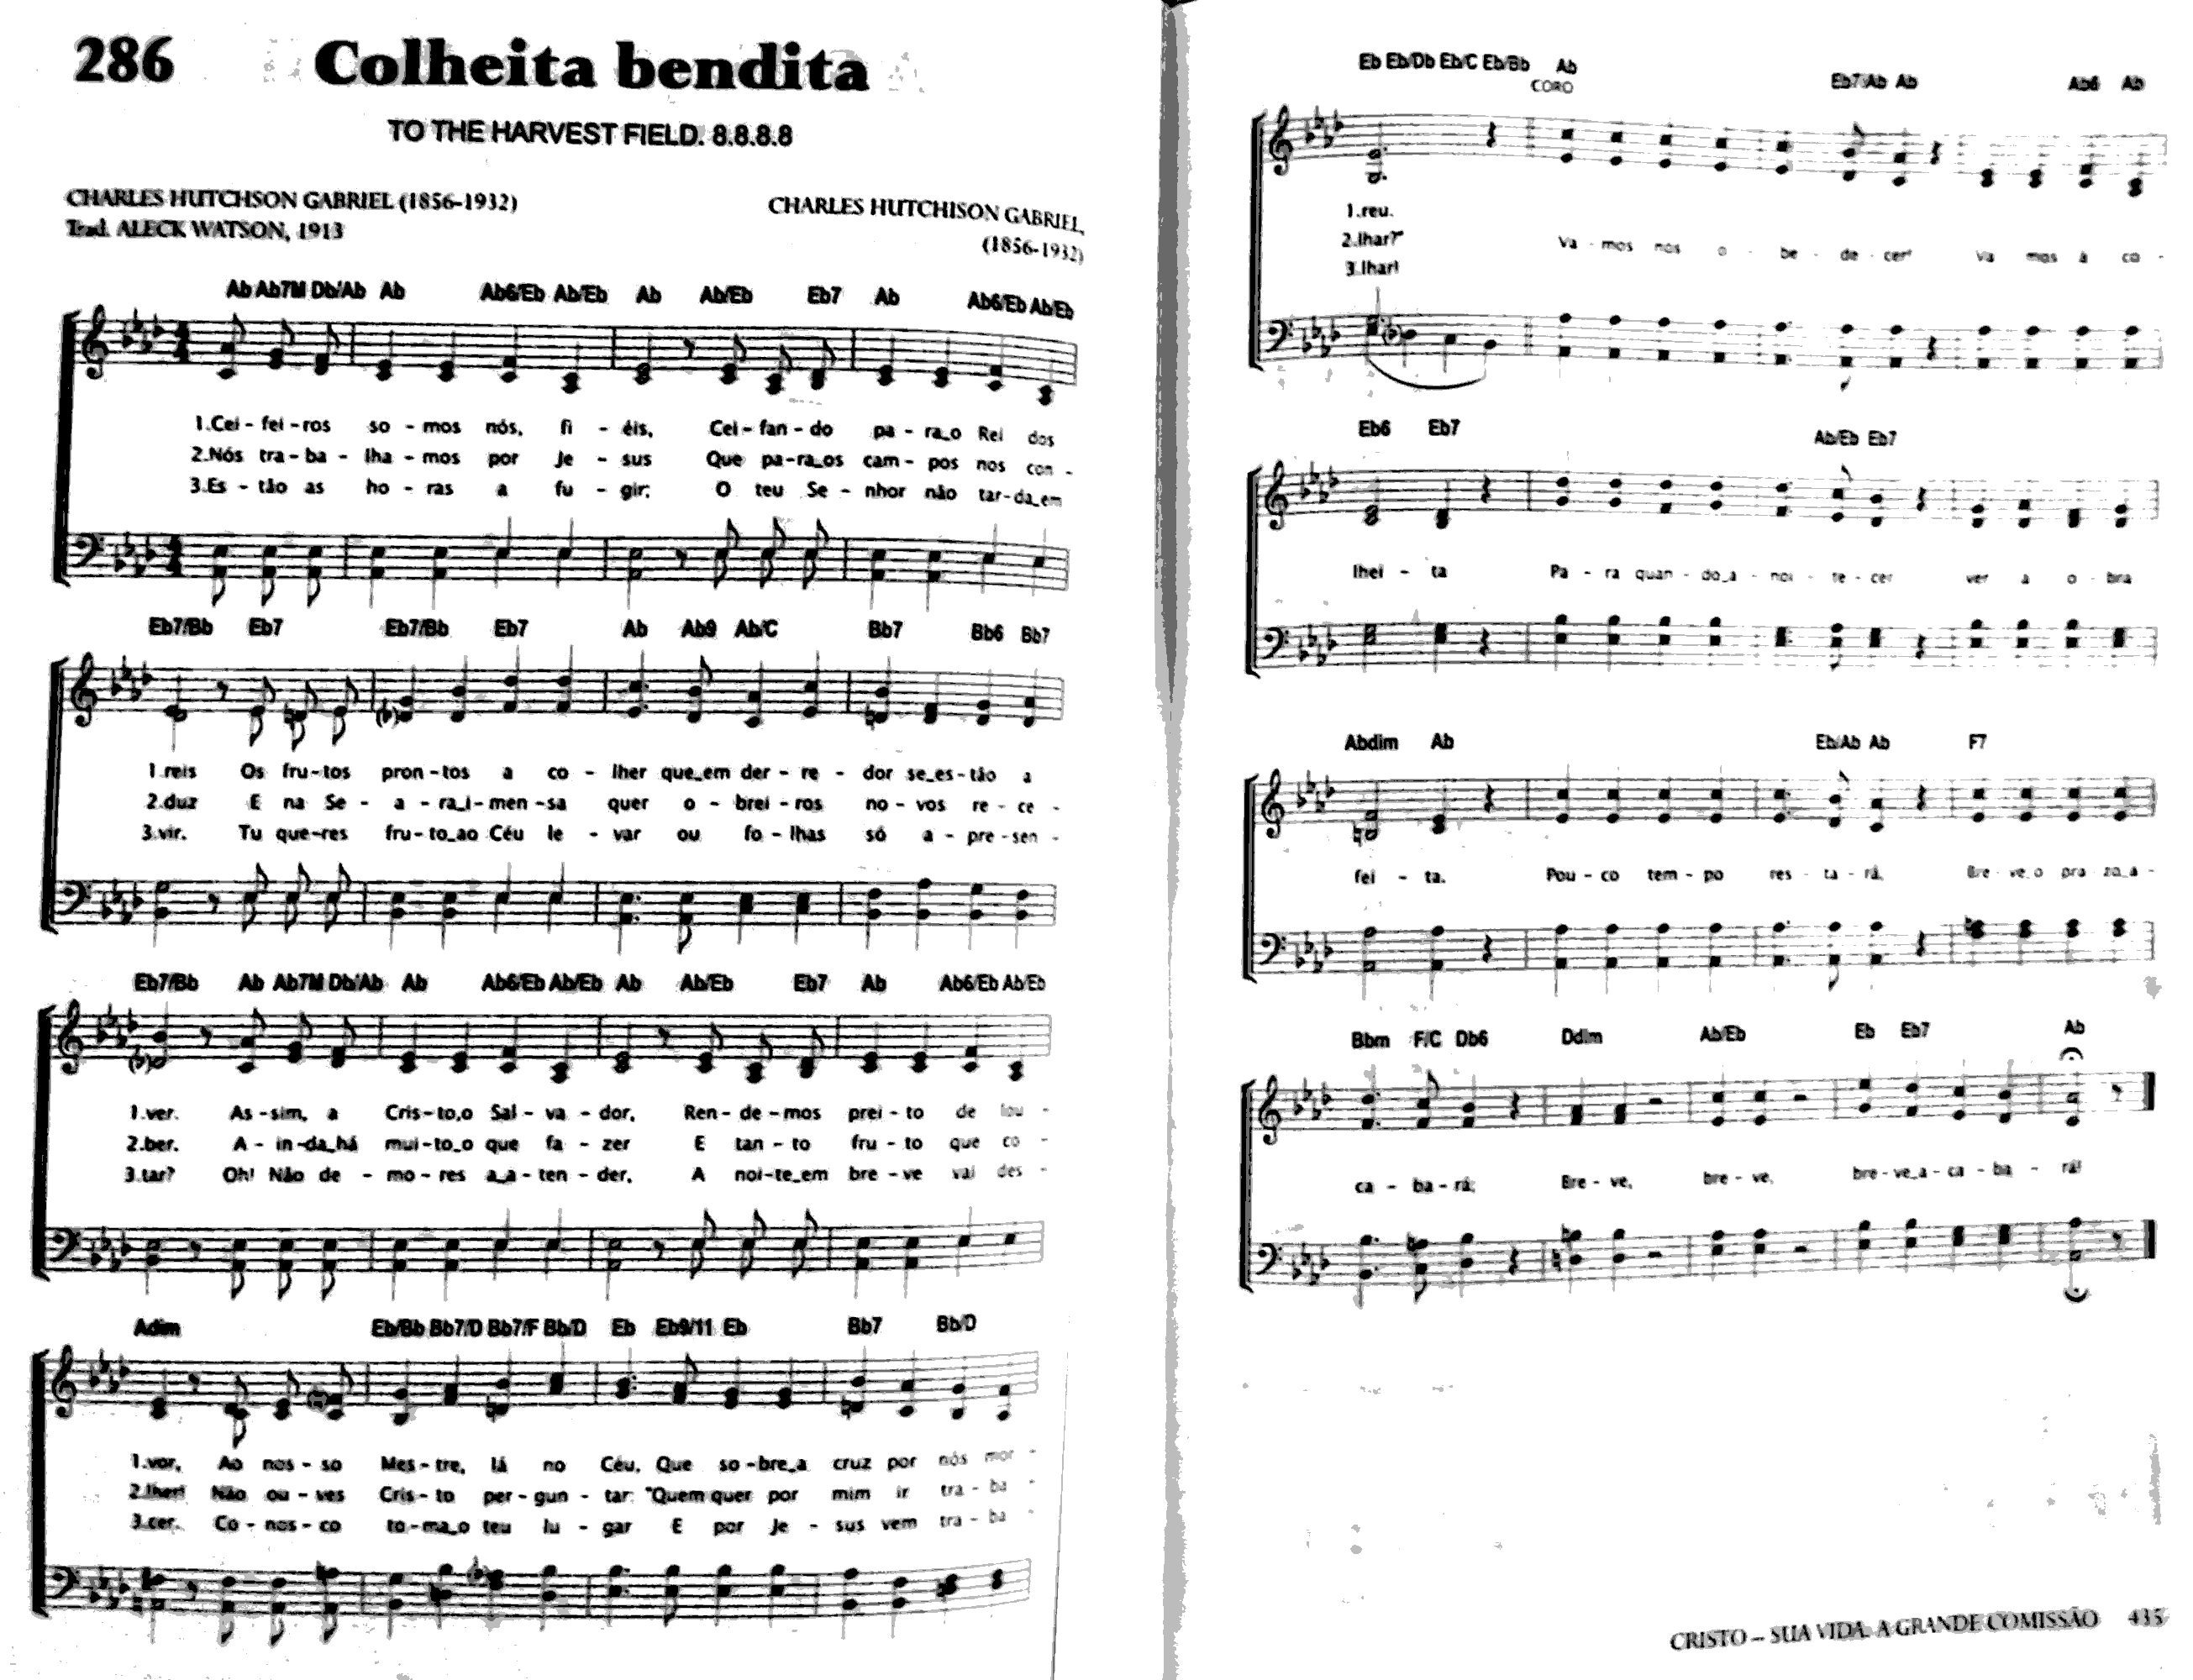 286 Colheita bendita
TO THE HARVEST FIELD. 8.8.8.8
CHARLES HUTCHSON GABRIEL (1856-1932)
Trad. ALECK WATSON, 1913
CHARLES HUTCHISON GABRIEL,
(1856-1932)
Ab Ab7M Db/Ab Ab Ab6/Eb Ab/Eb Ab Ab/Eb Eb7 Ab Ab6/Eb Ab/Eb
1.Cei - fei - ros so - mos nós, fi - éis, Cei - fan - do pa - ra_o Rei dos
2.Nós tra - ba - lha - mos por Je - sus Que pa - ra_os cam - pos nos con -
3.Es - tão as ho - ras a fu - gir; O teu Se - nhor não tar - da_em
Eb7/Bb Eb7 Eb7/Bb Eb7 Ab Ab9 Ab/C Bb7 Bb6 Bb7
1.reis Os fru - tos pron - tos a co - lher que_em der - re - dor se_es - tão a
2.duz E na Se - a - ra_i - men - sa quer o - brei - ros no - vos re - ce -
3.vir. Tu que - res fru - to_ao Céu le - var ou fo - lhas só a - pre - sen -
Eb7/Bb Ab Ab7M Db/Ab Ab Ab6/Eb Ab/Eb Ab Ab/Eb Eb7 Ab Ab6/Eb Ab/Eb
1.ver. As - sim, a Cris - to,o Sal - va - dor, Ren - de - mos prei - to de lou -
2.ber. A - in - da_há mui - to_o que fa - zer E tan - to fru - to que co -
3.tar? Oh! Não de - mo - res a_a - ten - der, A noi - te_em bre - ve vai des -
Adim Eb/Bb Bb7/D Bb7/F Bb/D Eb Eb9/11 Eb Bb7 Bb/D
1.vor, Ao nos - so Mes - tre, lá no Céu, Que so - bre_a cruz por nós mor -
2.lher! Não ou - ves Cris - to per - gun - tar: "Quem quer por mim ir tra - ba -
3.cer. Co - nos - co to - ma_o teu lu - gar E por Je - sus vem tra - ba -
Eb Eb/Db Eb/C Eb/Bb Ab Eb7/Ab Ab Ab6 Ab
CORO
1.reu.
2.lhar?" Va - mos nos o - be - de - cer! Va mos à co -
3.lhar!
Eb6 Eb7 Ab/Eb Eb7
lhei - ta Pa - ra quan - do_a - noi - te - cer ver a o - bra
Abdim Ab Eb/Ab Ab F7
fei - ta. Pou - co tem - po res - ta - rá, Bre - ve_o pra zo_a -
Bbm F/C Db6 Ddim Ab/Eb Eb Eb7 Ab
ca - ba - rá; Bre - ve, bre - ve, bre - ve_a - ca - ba - rá!
CRISTO – SUA VIDA. A GRANDE COMISSÃO 435